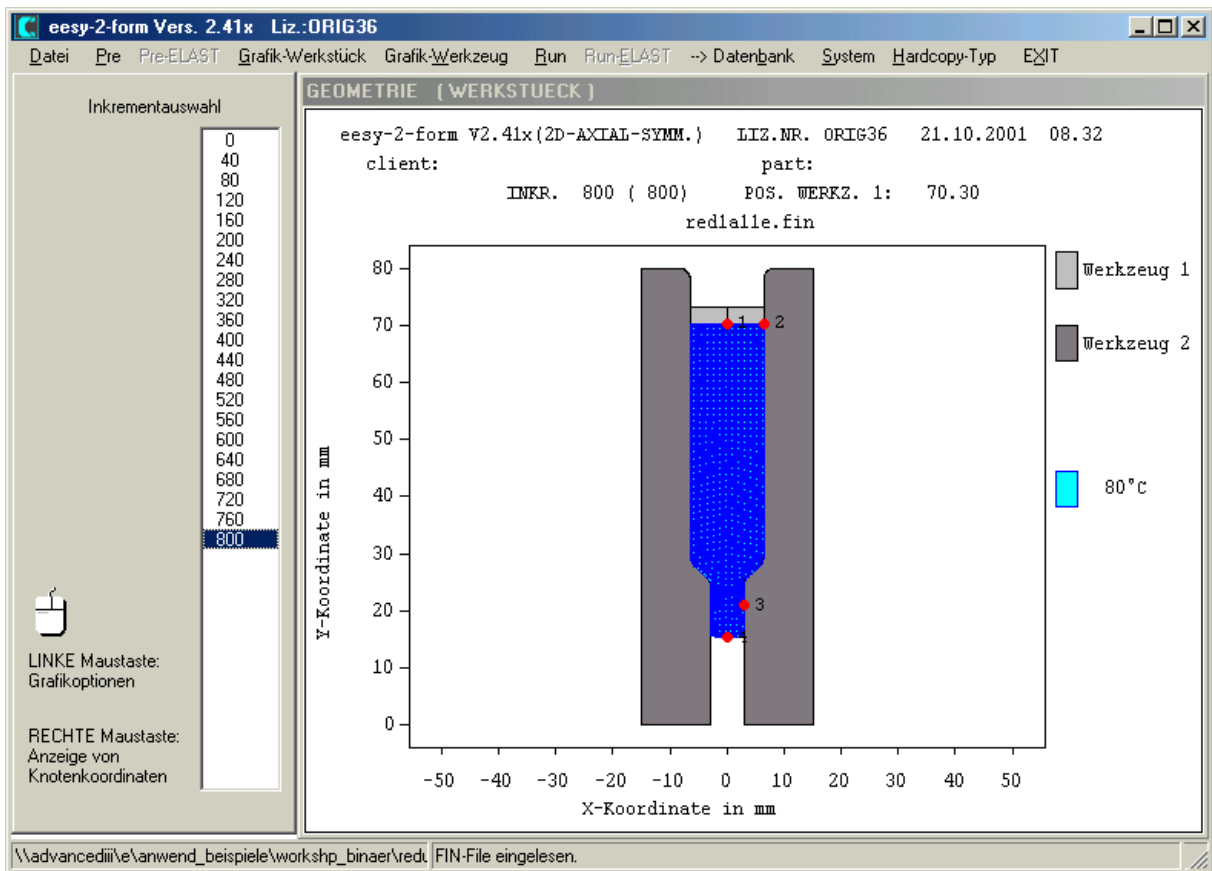 eesy-2-form Vers. 2.41x Liz.:ORIG36
Datei Pre Pre-ELAST Grafik-Werkstück Grafik-Werkzeug Run Run-ELAST --> Datenbank System Hardcopy-Typ EXIT
Inkrementauswahl
0
40
80
120
160
200
240
280
320
360
400
440
480
520
560
600
640
680
720
760
800
LINKE Maustaste:
Grafikoptionen
RECHTE Maustaste:
Anzeige von
Knotenkoordinaten
GEOMETRIE (WERKSTUECK)
eesy-2-form V2.41x(2D-AXIAL-SYMM.) LIZ.NR. ORIG36 21.10.2001 08.32
client: part:
INKR. 800 ( 800) POS. WERKZ. 1: 70.30
redlalle.fin
Y-Koordinate in mm
80
70
60
50
40
30
20
10
0
1
2
3
4
-50 -40 -30 -20 -10 0 10 20 30 40 50
X-Koordinate in mm
Werkzeug 1
Werkzeug 2
80°C
\\advancediii\e\anwend_beispiele\workshp_binaer\redu FIN-File eingelesen.